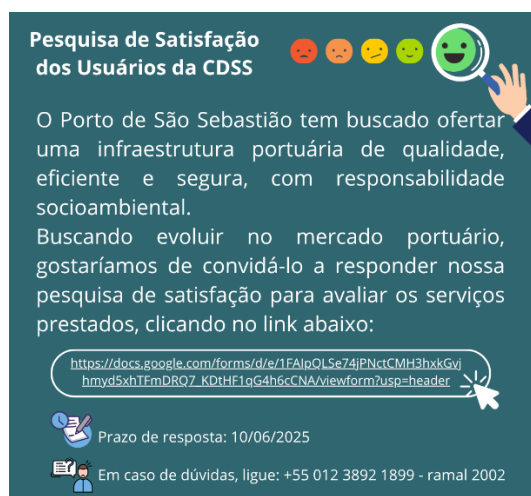 Pesquisa de Satisfação
dos Usuários da CDSS
O Porto de São Sebastião tem buscado ofertar
uma infraestrutura portuária de qualidade,
eficiente e segura, com responsabilidade
socioambiental.
Buscando evoluir no mercado portuário,
gostaríamos de convidá-lo a responder nossa
pesquisa de satisfação para avaliar os serviços
prestados, clicando no link abaixo:
https://docs.google.com/forms/d/e/1FAIpQLSe74jPNctCMH3hxkGvj
hmyd5xhTFmDRQ7_KDtHF1qG4h6cCNA/viewform?usp=header
Prazo de resposta: 10/06/2025
Em caso de dúvidas, ligue: +55 012 3892 1899 - ramal 2002